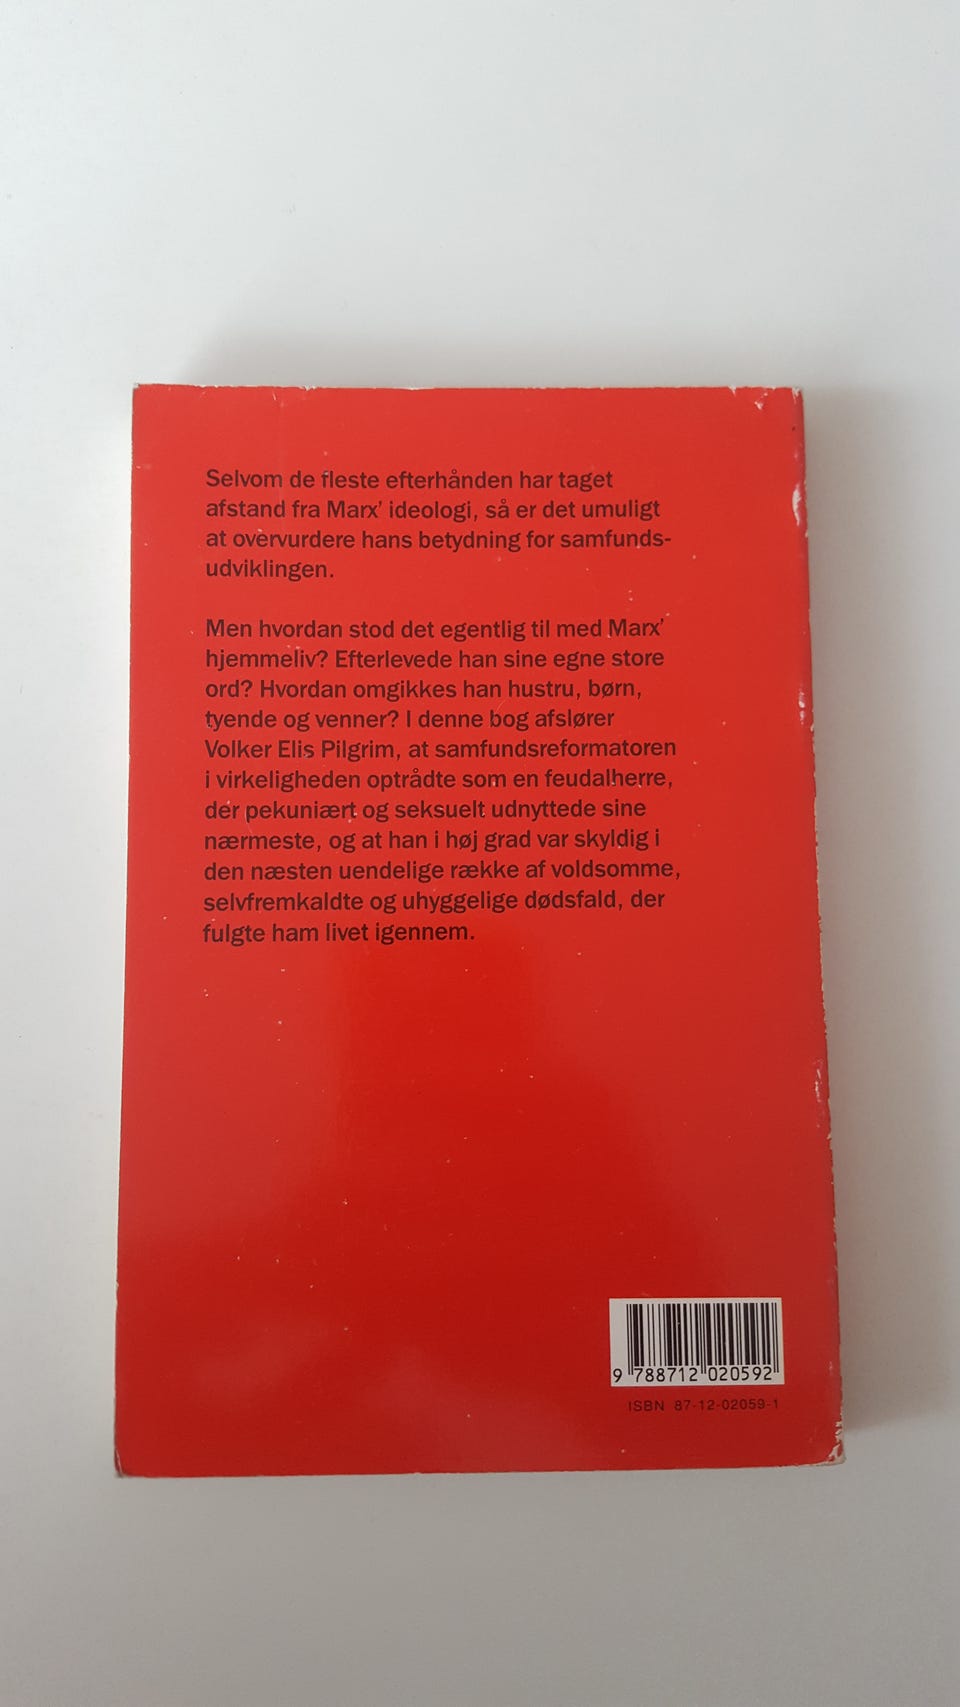 Selvom de fleste efterhånden har taget
afstand fra Marx' ideologi, så er det umuligt
at overvurdere hans betydning for samfunds-
udviklingen.
Men hvordan stod det egentlig til med Marx'
hjemmeliv? Efterlevede han sine egne store
ord? Hvordan omgikkes han hustru, børn,
tyende og venner? I denne bog afslører
Volker Elis Pilgrim, at samfundsreformatoren
i virkeligheden optrådte som en feudalherre,
der pekuniært og seksuelt udnyttede sine
nærmeste, og at han i høj grad var skyldig i
den næsten uendelige række af voldsomme,
selvfremkaldte og uhyggelige dødsfald, der
fulgte ham livet igennem.
9 788712 020592
ISBN 87-12-02059-1